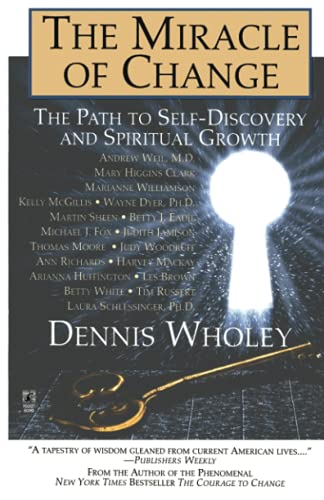 THE MIRACLE
OF CHANGE
THE PATH TO SELF-DISCOVERY
AND SPIRITUAL GROWTH
ANDREW WEIL, M.D.
MARY HIGGINS CLARK
MARIANNE WILLIAMSON
KELLY MCGILLIS • WAYNE DYER, PH.D.
MARTIN SHEEN • BETTY J. EADIE
MICHAEL J. FOX • JUDITH JAMISON
THOMAS MOORE • JUDY WOODRUFF
ANN RICHARDS • HARVEY MACKAY
ARIANNA HUFFINGTON • LES BROWN
BETTY WHITE • TIM RUSSERT
LAURA SCHLESSINGER, PH.D.
DENNIS WHOLEY
"A TAPESTRY OF WISDOM GLEANED FROM CURRENT AMERICAN LIVES...."
—PUBLISHERS WEEKLY
FROM THE AUTHOR OF THE PHENOMENAL
NEW YORK TIMES BESTSELLER THE COURAGE TO CHANGE